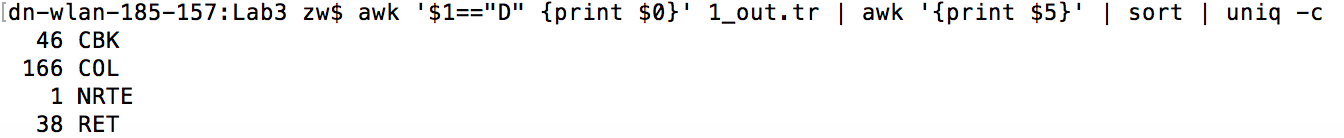 [dn-wlan-185-157:Lab3 zw$ awk '$1=="D" {print $0}' 1_out.tr | awk '{print $5}' | sort | uniq -c
46 CBK
166 COL
1 NRTE
38 RET